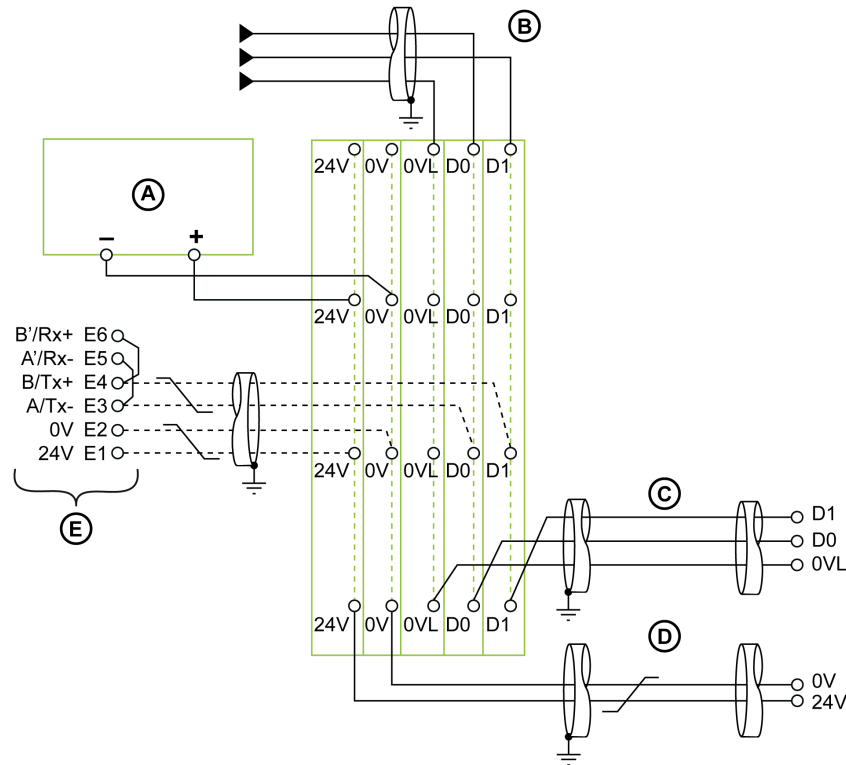 B
24V 0V 0VL D0 D1
A
− +
24V 0V 0VL D0 D1
B'/Rx+ E6
A'/Rx- E5
B/Tx+ E4
A/Tx- E3
0V E2
24V E1
24V 0V 0VL D0 D1
E
C
D1
D0
0VL
24V 0V 0VL D0 D1
D
0V
24V